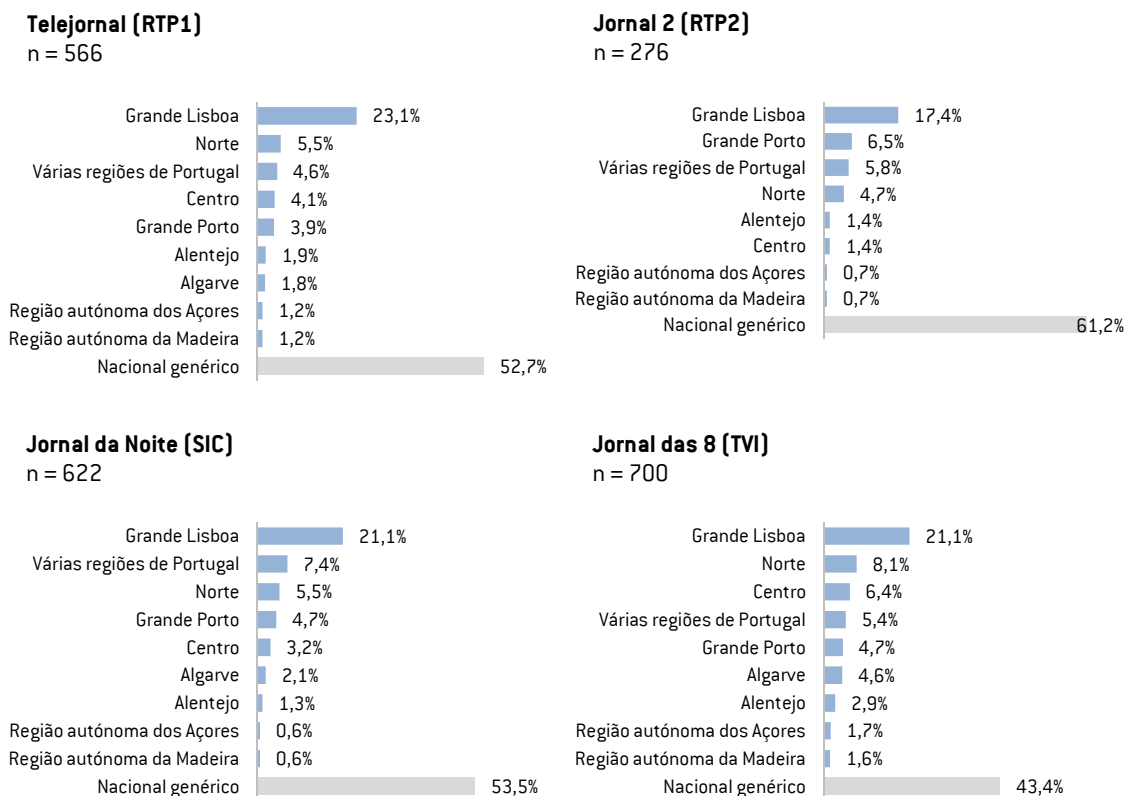 Telejornal (RTP1)
n = 566
Grande Lisboa 23,1%
Norte 5,5%
Várias regiões de Portugal 4,6%
Centro 4,1%
Grande Porto 3,9%
Alentejo 1,9%
Algarve 1,8%
Região autónoma dos Açores 1,2%
Região autónoma da Madeira 1,2%
Nacional genérico 52,7%
Jornal 2 (RTP2)
n = 276
Grande Lisboa 17,4%
Grande Porto 6,5%
Várias regiões de Portugal 5,8%
Norte 4,7%
Alentejo 1,4%
Centro 1,4%
Região autónoma dos Açores 0,7%
Região autónoma da Madeira 0,7%
Nacional genérico 61,2%
Jornal da Noite (SIC)
n = 622
Grande Lisboa 21,1%
Várias regiões de Portugal 7,4%
Norte 5,5%
Grande Porto 4,7%
Centro 3,2%
Algarve 2,1%
Alentejo 1,3%
Região autónoma dos Açores 0,6%
Região autónoma da Madeira 0,6%
Nacional genérico 53,5%
Jornal das 8 (TVI)
n = 700
Grande Lisboa 21,1%
Norte 8,1%
Centro 6,4%
Várias regiões de Portugal 5,4%
Grande Porto 4,7%
Algarve 4,6%
Alentejo 2,9%
Região autónoma dos Açores 1,7%
Região autónoma da Madeira 1,6%
Nacional genérico 43,4%